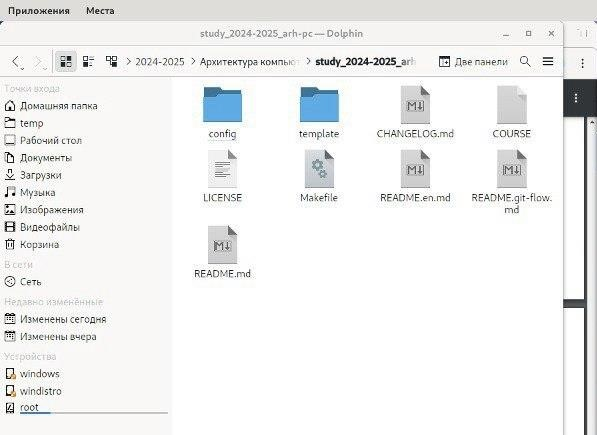 Приложения Места
study_2024-2025_arh-pc — Dolphin
2024-2025 Архитектура компьют study_2024-2025_arh
Две панели
Точки входа
Домашняя папка
temp
Рабочий стол
Документы
Загрузки
Музыка
Изображения
Видеофайлы
Корзина
В сети
Сеть
Недавно изменённые
Изменены сегодня
Изменены вчера
Устройства
windows
windistro
root
config template CHANGELOG.md COURSE
LICENSE Makefile README.en.md README.git-flow.
md
README.md